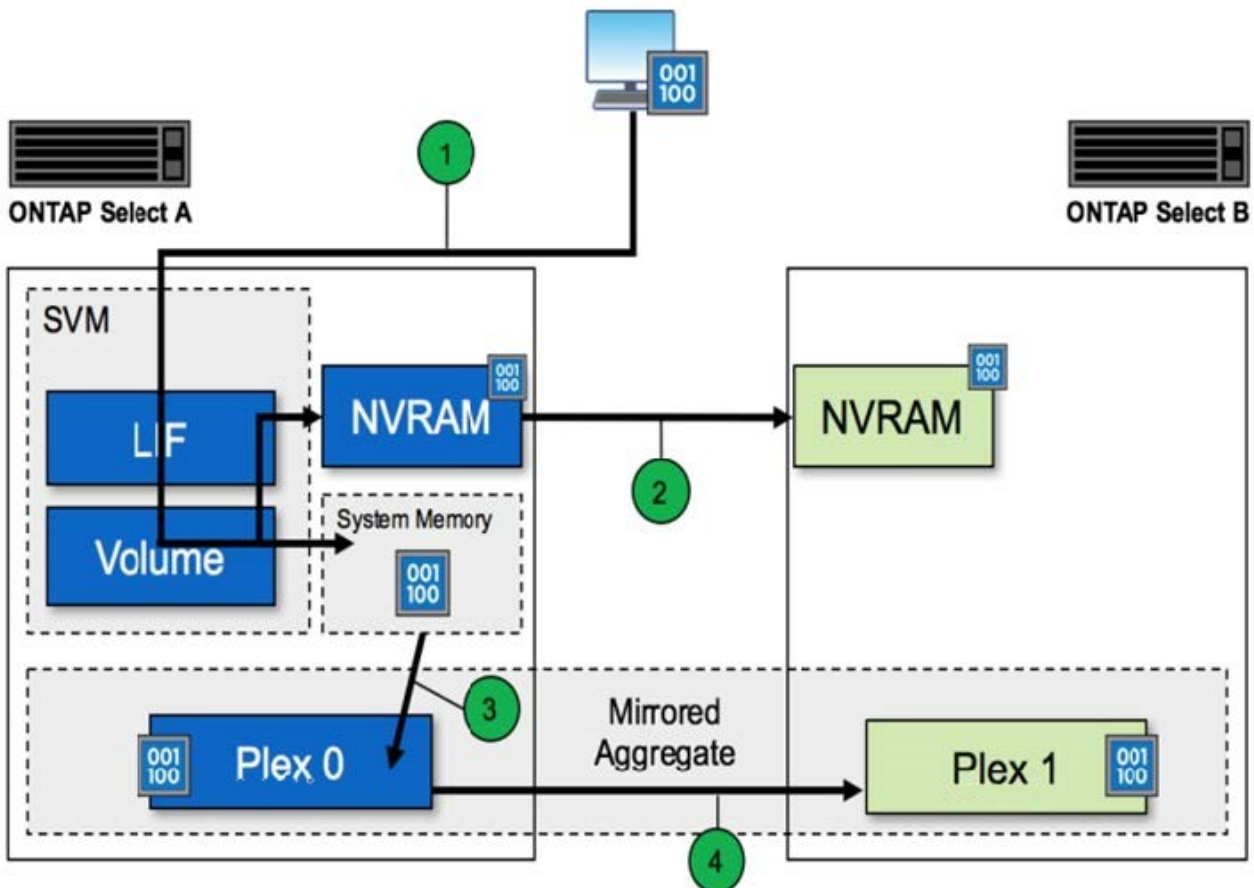 001
100
1
ONTAP Select A
ONTAP Select B
SVM
LIF
NVRAM
001
100
NVRAM
001
100
2
Volume
System Memory
001
100
3
Mirrored
Aggregate
001
100
Plex 0
Plex 1
001
100
4